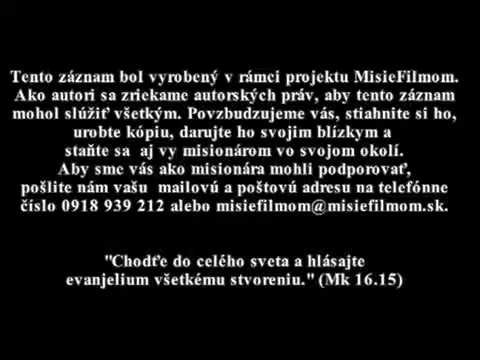 Tento záznam bol vyrobený v rámci projektu MisieFilmom.
Ako autori sa zriekame autorských práv, aby tento záznam
mohol slúžiť všetkým. Povzbudzujeme vás, stiahnite si ho,
urobte kópiu, darujte ho svojim blízkym a
staňte sa aj vy misionárom vo svojom okolí.
Aby sme vás ako misionára mohli podporovať,
pošlite nám vašu mailovú a poštovú adresu na telefónne
číslo 0918 939 212 alebo misiefilmom@misiefilmom.sk.
"Choďťe do celého sveta a hlásajte
evanjelium všetkému stvoreniu." (Mk 16.15)